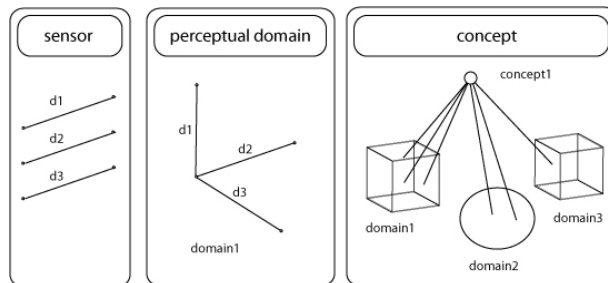 sensor
d1
d2
d3
perceptual domain
d1
d2
d3
domain1
concept
concept1
domain1
domain2
domain3